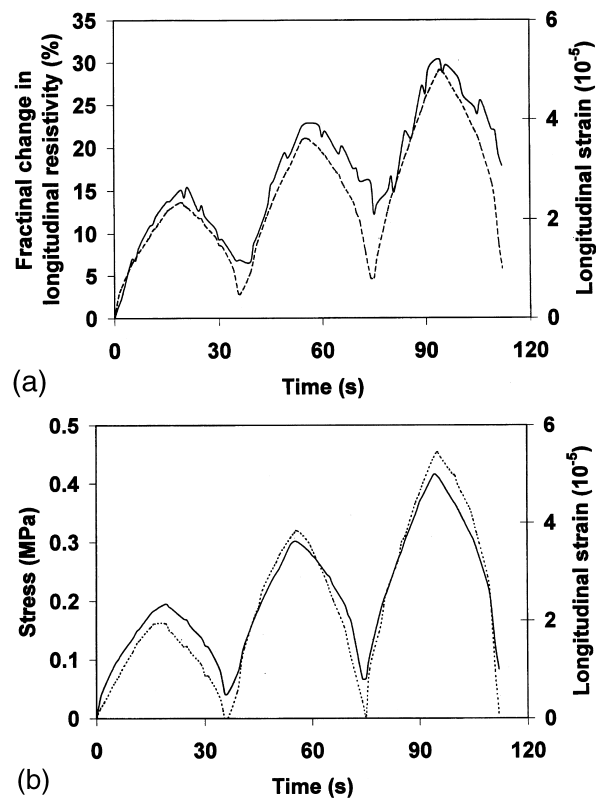 35
30
25
20
15
10
5
0
Fractinal change in
longitudinal resistivity (%)
6
4
2
0
Longitudinal strain (10-5)
0 30 60 90 120
Time (s)
(a)
0.5
0.4
0.3
0.2
0.1
0
Stress (MPa)
6
4
2
0
Longitudinal strain (10-5)
0 30 60 90 120
Time (s)
(b)